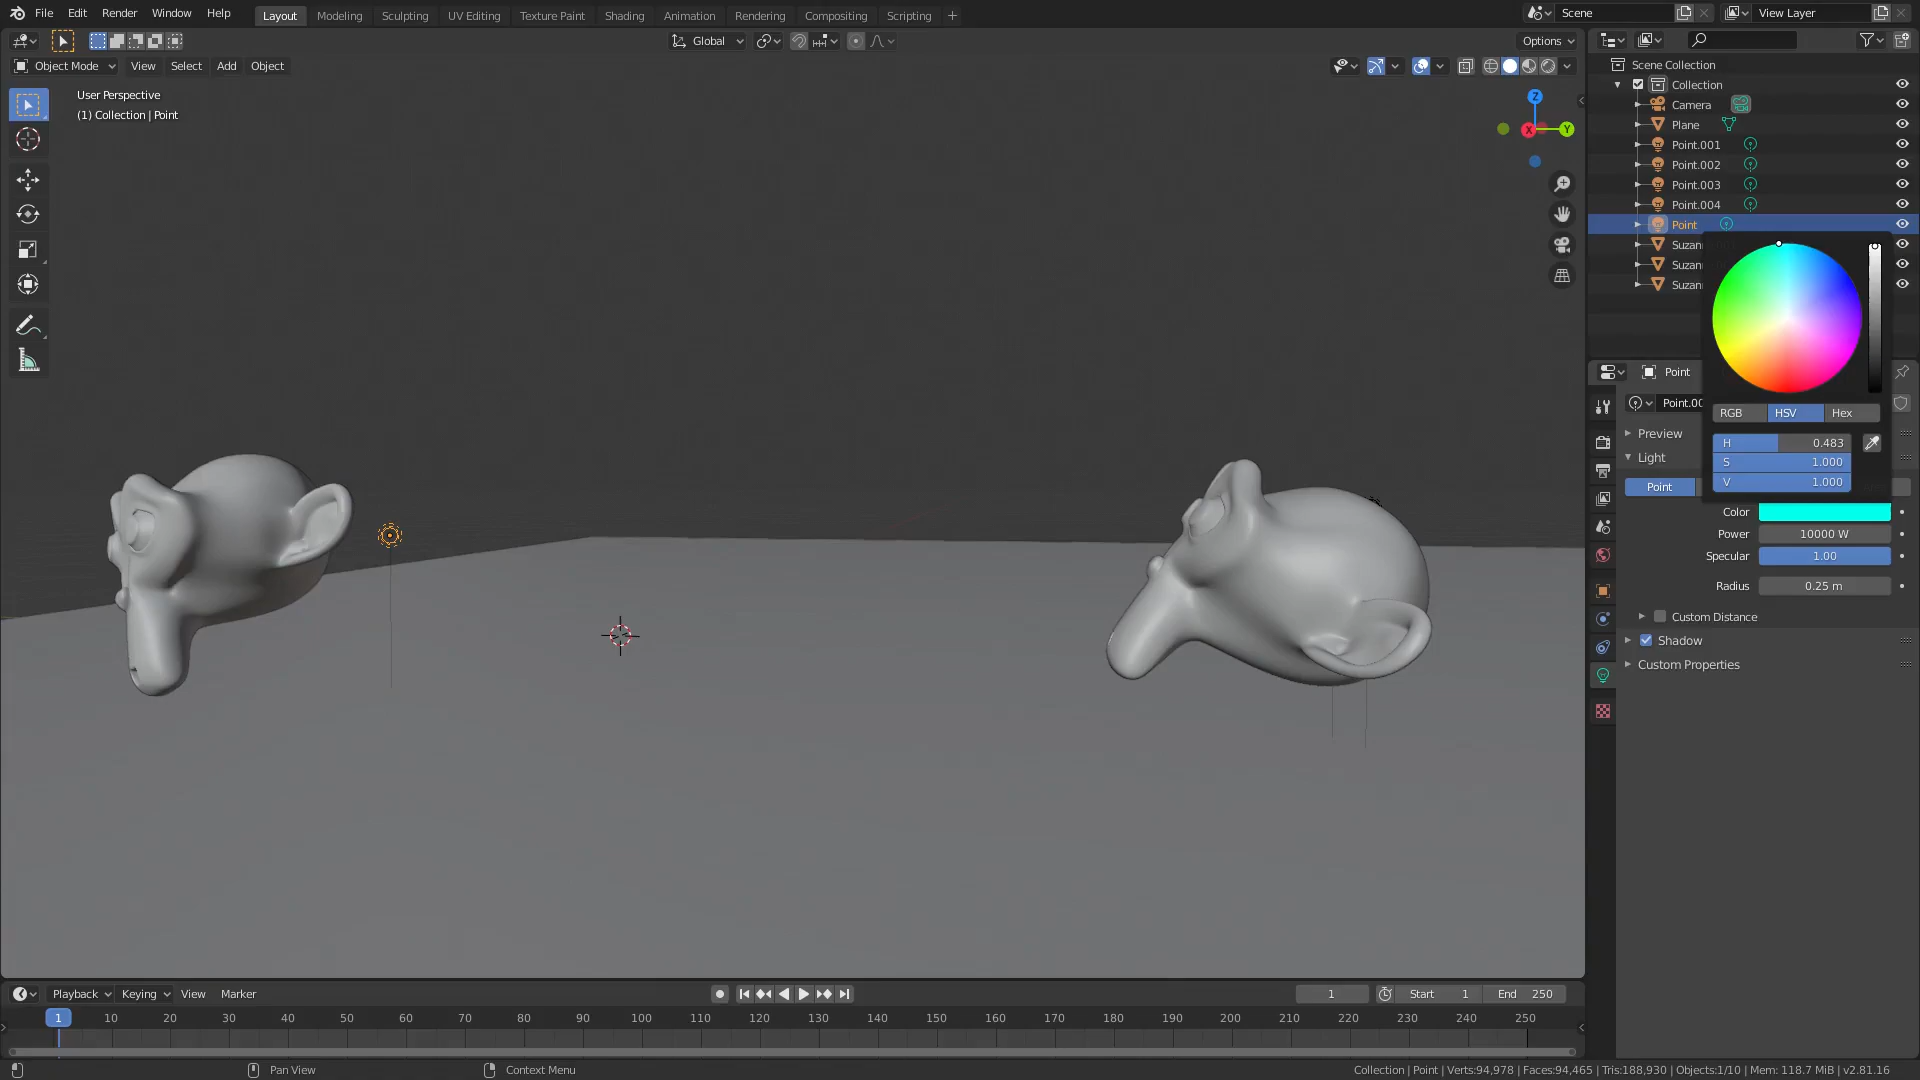 File Edit Render Window Help
Layout Modeling Sculpting UV Editing Texture Paint Shading Animation Rendering Compositing Scripting +
Scene
View Layer
Global
Options
Object Mode View Select Add Object
User Perspective
(1) Collection | Point
Z
X
Y
Scene Collection
Collection
Camera
Plane
Point.001
Point.002
Point.003
Point.004
Point
Suzan
Suzan
Suzan
Point
Point.00
RGB HSV Hex
H 0.483
S 1.000
V 1.000
Preview
Light
Point
Color
Power 10000 W
Specular 1.00
Radius 0.25 m
Custom Distance
Shadow
Custom Properties
Playback Keying View Marker
1
Start 1
End 250
1 10 20 30 40 50 60 70 80 90 100 110 120 130 140 150 160 170 180 190 200 210 220 230 240 250
Pan View
Context Menu
Collection | Point | Verts:94,978 | Faces:94,465 | Tris:188,930 | Objects:1/10 | Mem: 118.7 MiB | v2.81.16